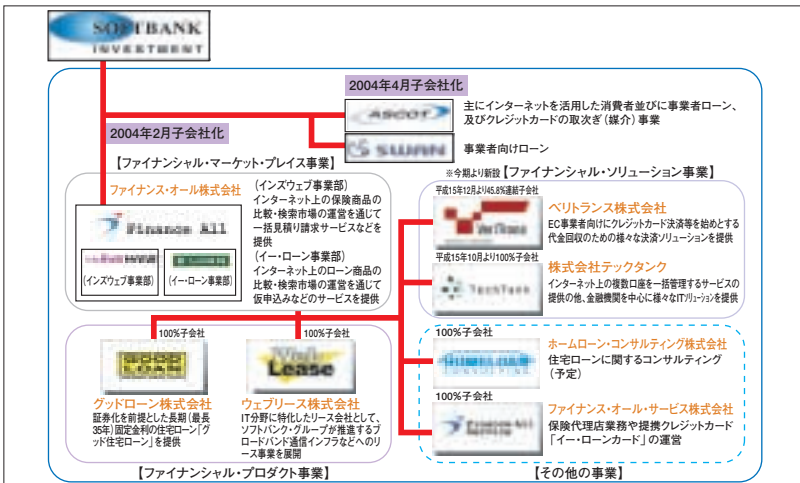 SOFTBANK
INVESTMENT
2004年4月子会社化
ASCOT
主にインターネットを活用した消費者並びに事業者ローン、
及びクレジットカードの取次ぎ（媒介）事業
SWAN
事業者向けローン
2004年2月子会社化
【ファイナンシャル・マーケット・プレイス事業】
ファイナンス・オール株式会社
Finance All
(インズウェブ事業部)
(イー・ローン事業部)
(インズウェブ事業部)
インターネット上の保険商品の
比較・検索市場の運営を通じて
一括見積り請求サービスなどを
提供
(イー・ローン事業部)
インターネット上のローン商品の
比較・検索市場の運営を通じて
仮申込みなどのサービスを提供
※今期より新設【ファイナンシャル・ソリューション事業】
平成15年12月より45.8%連結子会社
VeriTrans
ベリトランス株式会社
EC事業者向けにクレジットカード決済等を始めとする
代金回収のための様々な決済ソリューションを提供
平成15年10月より100%子会社
TechTank
株式会社テックタンク
インターネット上の複数口座を一括管理するサービスの
提供の他、金融機関を中心に様々なITソリューションを提供
100%子会社
GOOD
LOAN
グッドローン株式会社
証券化を前提とした長期（最長
35年）固定金利の住宅ローン「グ
ッド住宅ローン」を提供
100%子会社
Web
Lease
ウェブリース株式会社
IT分野に特化したリース会社として、
ソフトバンク・グループが推進するブ
ロードバンド通信インフラなどへのリ
ース事業を展開
【ファイナンシャル・プロダクト事業】
100%子会社
ホームローン・コンサルティング株式会社
住宅ローンに関するコンサルティング
（予定）
100%子会社
Finance All
ファイナンス・オール・サービス株式会社
保険代理店業務や提携クレジットカード
「イー・ローンカード」の運営
【その他の事業】